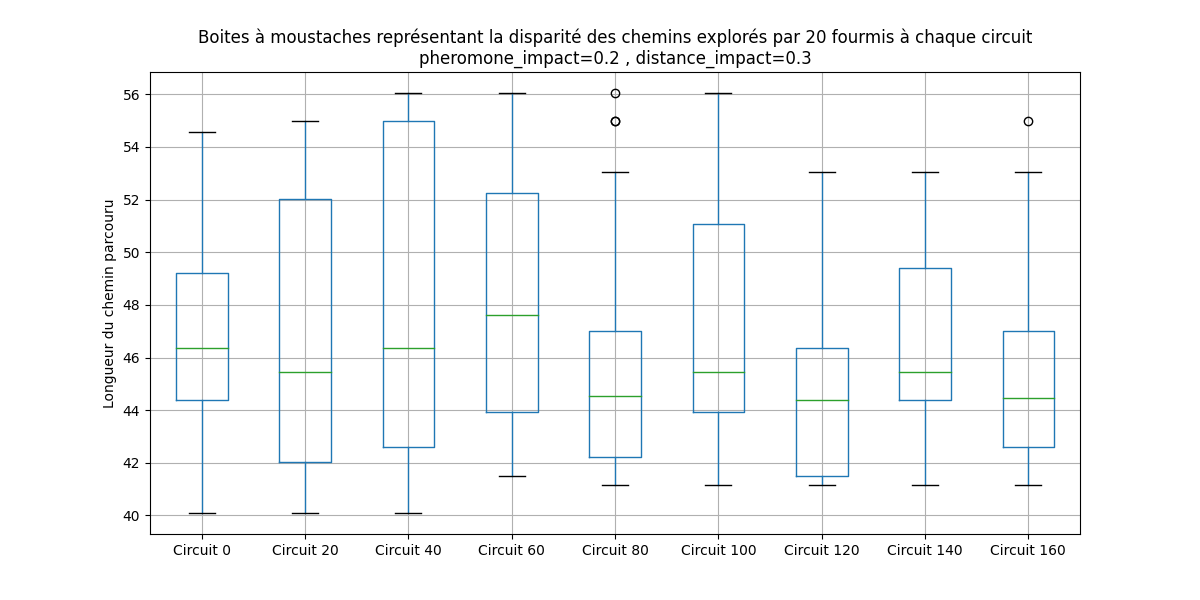 Boites à moustaches représentant la disparité des chemins explorés par 20 fourmis à chaque circuit
pheromone_impact=0.2 , distance_impact=0.3
Longueur du chemin parcouru
56
54
52
50
48
46
44
42
40
Circuit 0
Circuit 20
Circuit 40
Circuit 60
Circuit 80
Circuit 100
Circuit 120
Circuit 140
Circuit 160